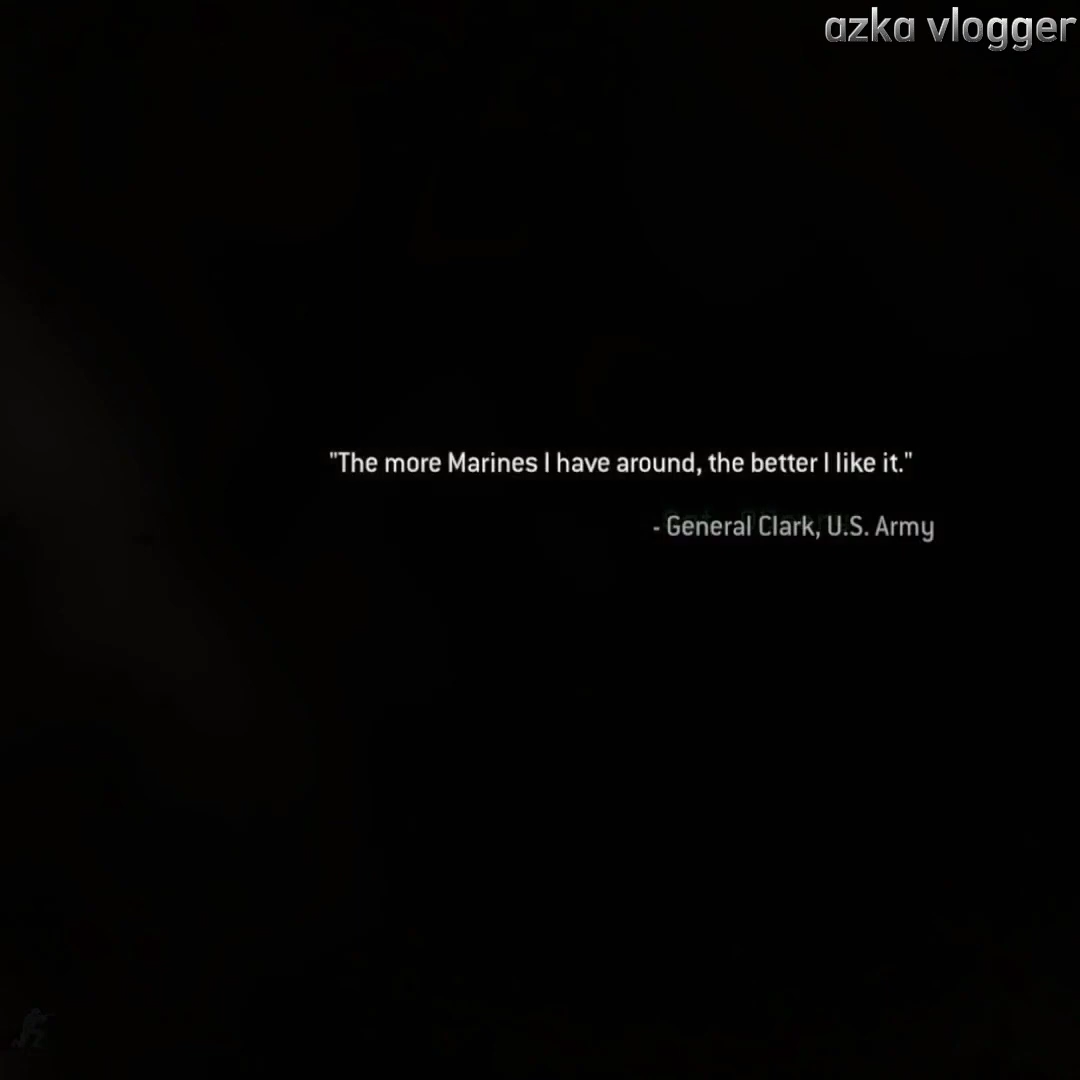 azka vlogger
"The more Marines I have around, the better I like it."
- General Clark, U.S. Army